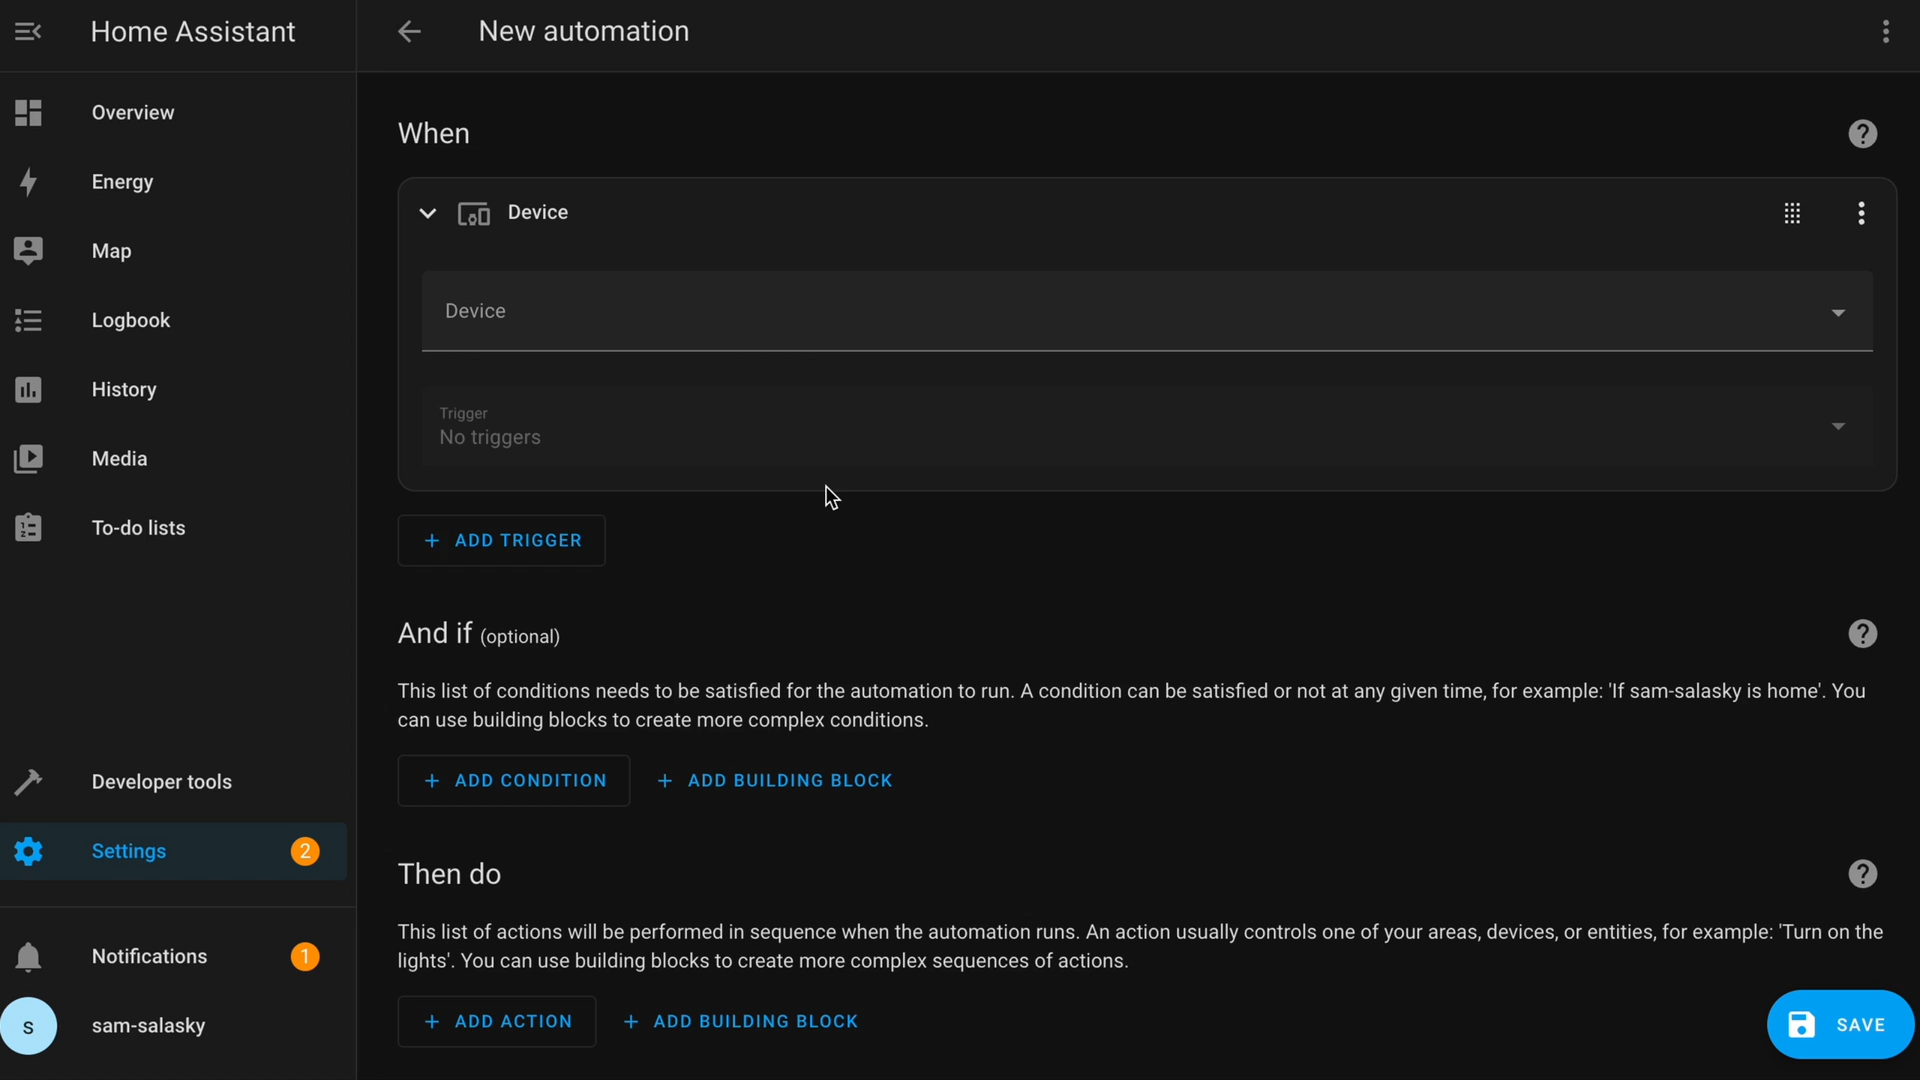 Home Assistant
New automation
Overview
Energy
Map
Logbook
History
Media
To-do lists
Developer tools
Settings 2
Notifications 1
s sam-salasky
When
Device
Device
Trigger
No triggers
+ ADD TRIGGER
And if (optional)
This list of conditions needs to be satisfied for the automation to run. A condition can be satisfied or not at any given time, for example: 'If sam-salasky is home'. You
can use building blocks to create more complex conditions.
+ ADD CONDITION + ADD BUILDING BLOCK
Then do
This list of actions will be performed in sequence when the automation runs. An action usually controls one of your areas, devices, or entities, for example: 'Turn on the
lights'. You can use building blocks to create more complex sequences of actions.
+ ADD ACTION + ADD BUILDING BLOCK
SAVE